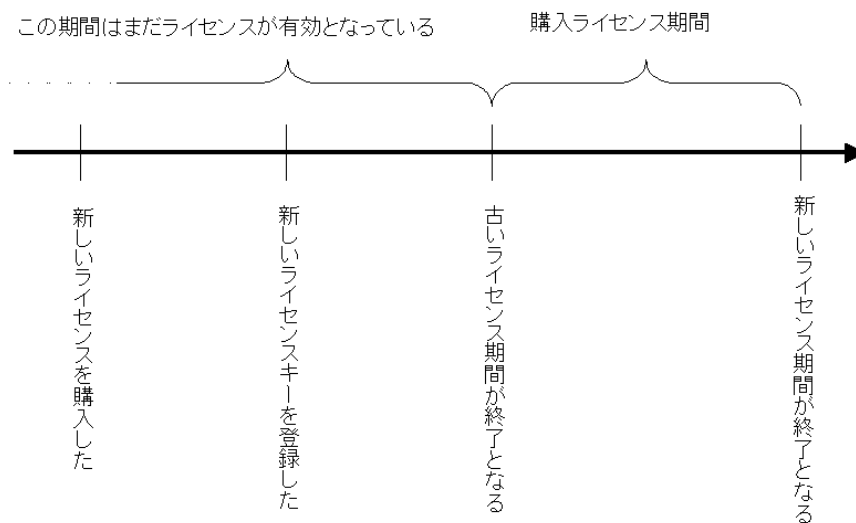 この期間はまだライセンスが有効となっている
購入ライセンス期間
新しいライセンスを購入した
新しいライセンスキーを登録した
古いライセンス期間が終了となる
新しいライセンス期間が終了となる